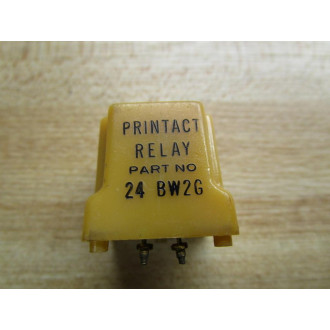 PRINTACT
RELAY
PART NO
24 BW2G